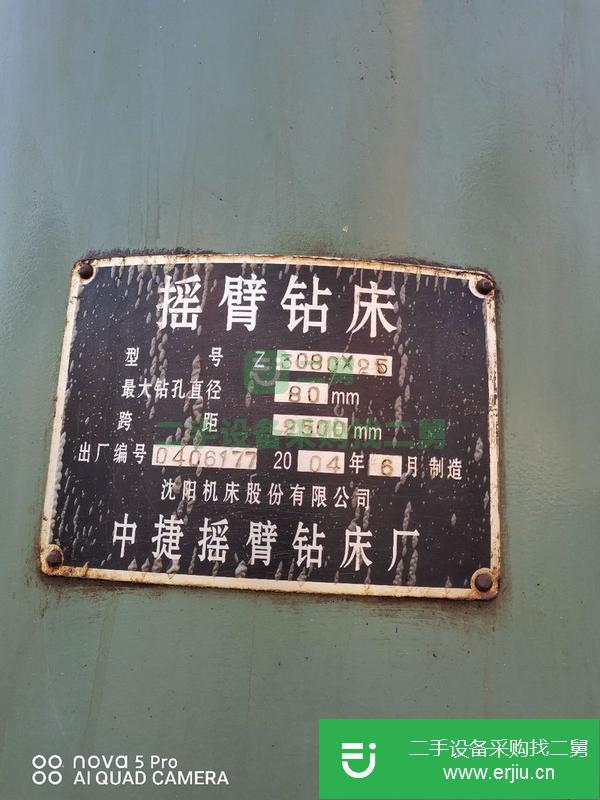 摇臂钻床
型 号 Z 3080X25
最大钻孔直径 80 mm
跨 距 2500 mm
出厂编号 0406177 2004年6月制造
沈阳机床股份有限公司
中捷摇臂钻床厂
二手设备采购找二舅
nova 5 Pro
AI QUAD CAMERA
二手设备采购找二舅
www.erjiu.cn